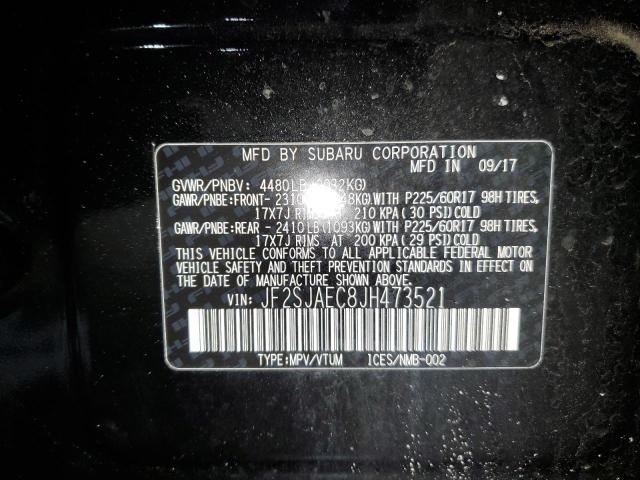 MFD BY SUBARU CORPORATION
MFD IN 09/17
GVWR/PNBV: 4480LB (2032KG)
GAWR/PNBE:FRONT- 2310 WITH P225/60R17 98H TIRES,
17X7J RIMS AT 210 KPA(30 PSI)COLD
GAWR/PNBE:REAR - 2410LB(1093KG)WITH P225/60R17 98H TIRES,
17X7J RIMS AT 200 KPA(29 PSI)COLD
THIS VEHICLE CONFORMS TO ALL APPLICABLE FEDERAL MOTOR
VEHICLE SAFETY AND THEFT PREVENTION STANDARDS IN EFFECT ON
THE DATE OF MANUFACTURE SHOWN ABOVE.
VIN: JF2SJAEC8JH473521
TYPE:MPV/VTUM ICES/NMB-002